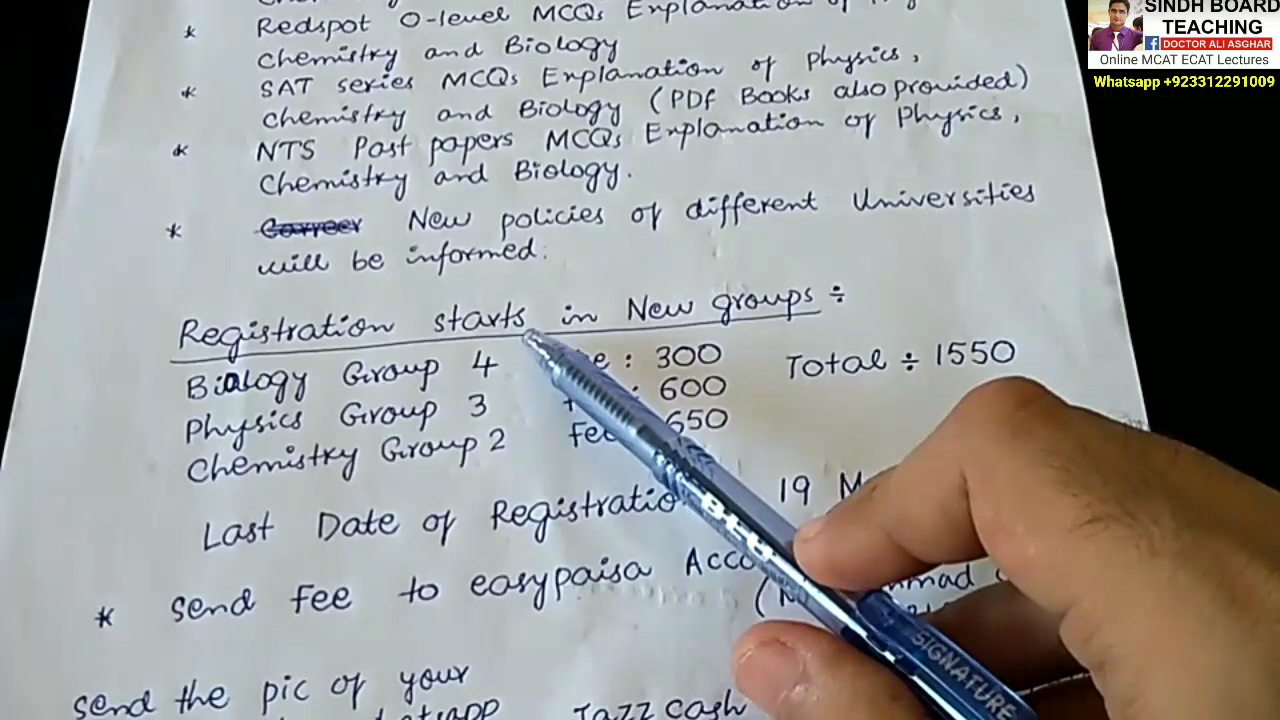 SINDH BOARD
TEACHING
DOCTOR ALI ASGHAR
Online MCAT ECAT Lectures
Whatsapp +923312291009
* Redspot O-level MCQs Explanation of
chemistry and Biology
* SAT series MCQs Explanation of physics,
chemistry and Biology (PDF Books also provided)
* NTS Past papers MCQs Explanation of Physics,
Chemistry and Biology.
* Carreer New policies of different Universities
will be informed.
Registration starts in New groups ÷
Biology Group 4 : 300 Total ÷ 1550
Physics Group 3 : 600
Chemistry Group 2 Fee 650
Last Date of Registration 19
* Send Fee to easypaisa
send the pic of your
Jazz cash
BLU
SIGNATURE